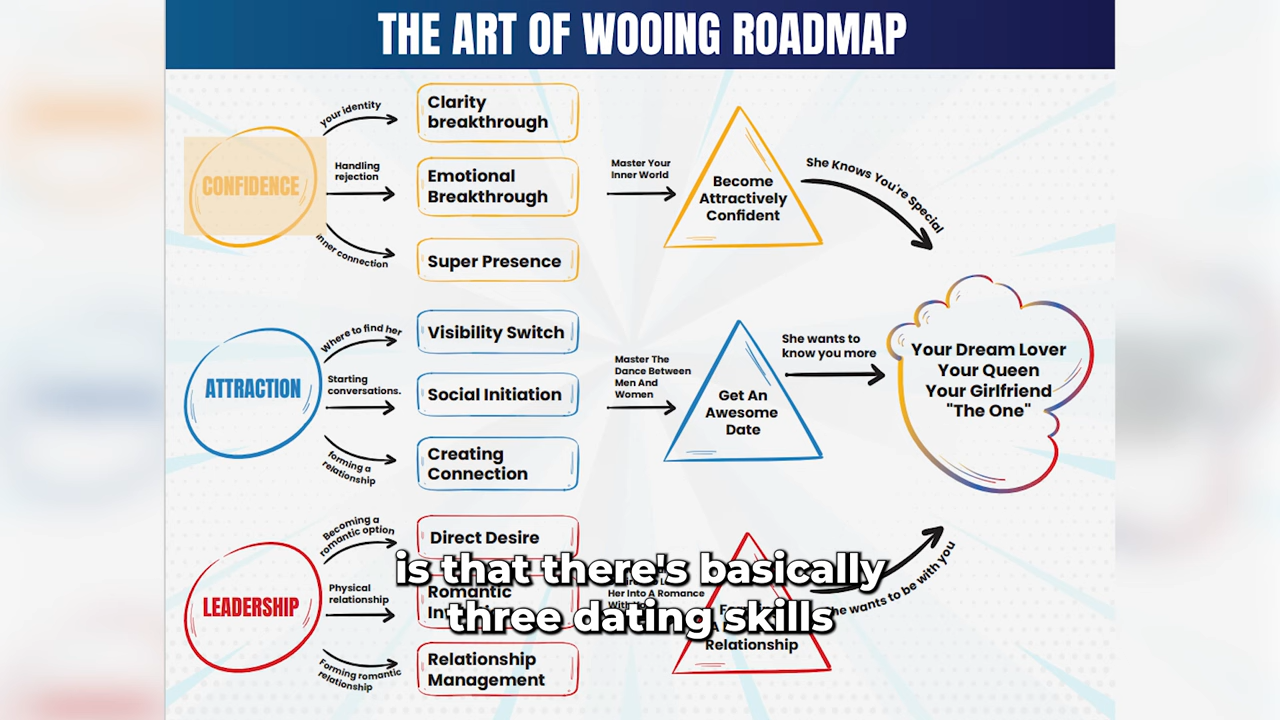 THE ART OF WOOING ROADMAP
CONFIDENCE
your identity
Handling
rejection
inner connection
Clarity
breakthrough
Emotional
Breakthrough
Super Presence
Master Your
Inner World
Become
Attractively
Confident
She Knows You're Special
ATTRACTION
Where to find her
Starting
conversations.
forming a
relationship
Visibility Switch
Social Initiation
Creating
Connection
Master The
Dance Between
Men And
Women
Get An
Awesome
Date
She wants to
know you more
Your Dream Lover
Your Queen
Your Girlfriend
"The One"
LEADERSHIP
Becoming a
romantic option
Physical
relationship
Forming romantic
relationship
Direct Desire
Romantic
Relationship
Management
Her Into A Romance
Relationship
She wants to be with you
is that there's basically
three dating skills